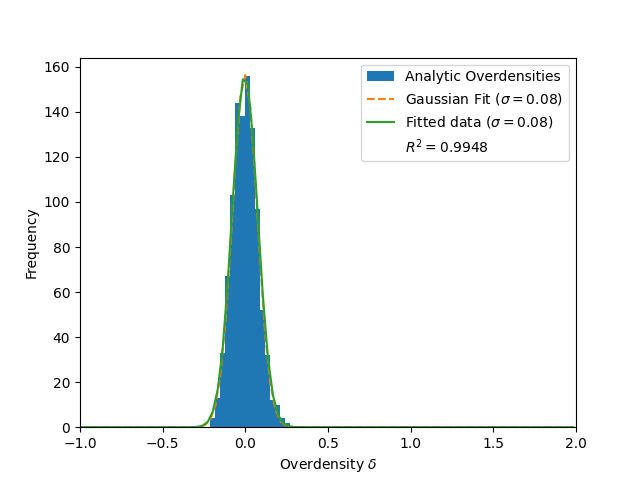 160
140
120
100
80
60
40
20
0
Frequency
−1.0 −0.5 0.0 0.5 1.0 1.5 2.0
Overdensity δ
Analytic Overdensities
Gaussian Fit (σ = 0.08)
Fitted data (σ = 0.08)
R² = 0.9948